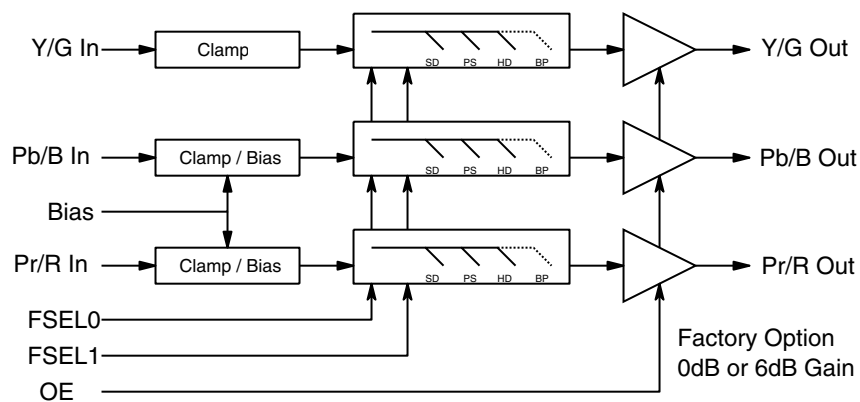 Y/G In
Clamp
SD PS HD BP
Y/G Out
Pb/B In
Clamp / Bias
SD PS HD BP
Pb/B Out
Bias
Pr/R In
Clamp / Bias
SD PS HD BP
Pr/R Out
FSEL0
FSEL1
OE
Factory Option
0dB or 6dB Gain